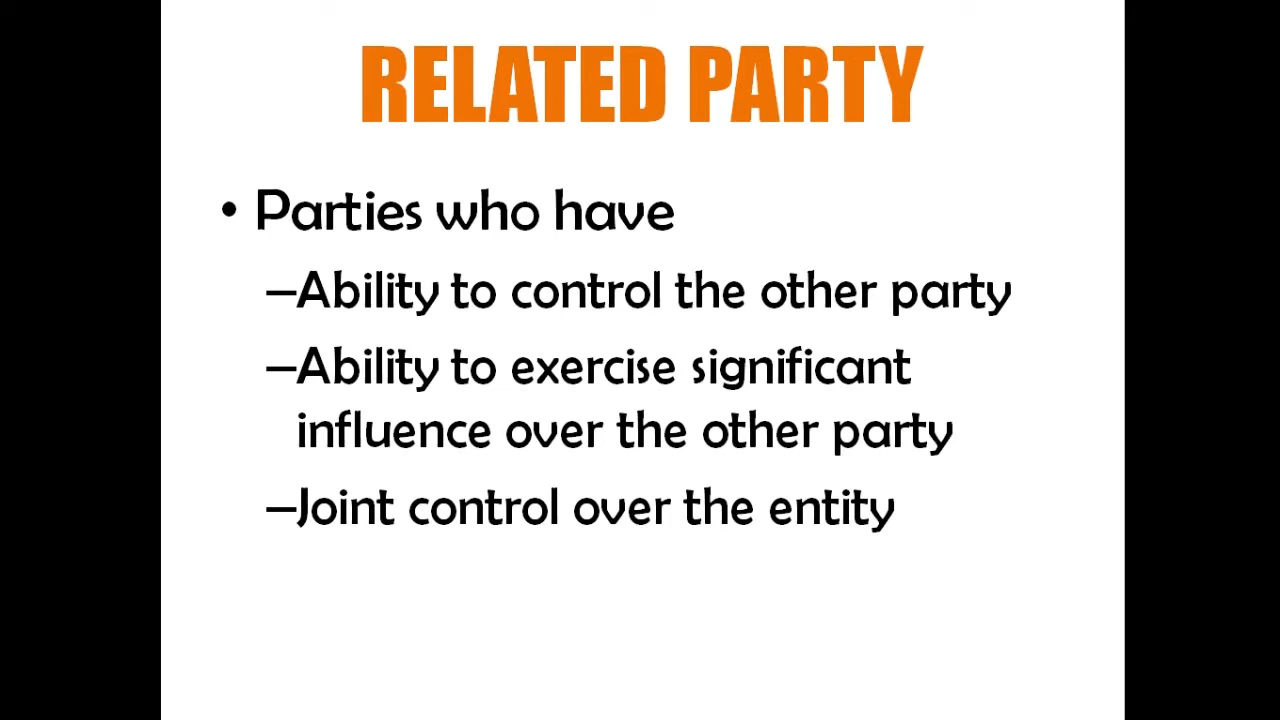 RELATED PARTY
• Parties who have
–Ability to control the other party
–Ability to exercise significant
influence over the other party
–Joint control over the entity